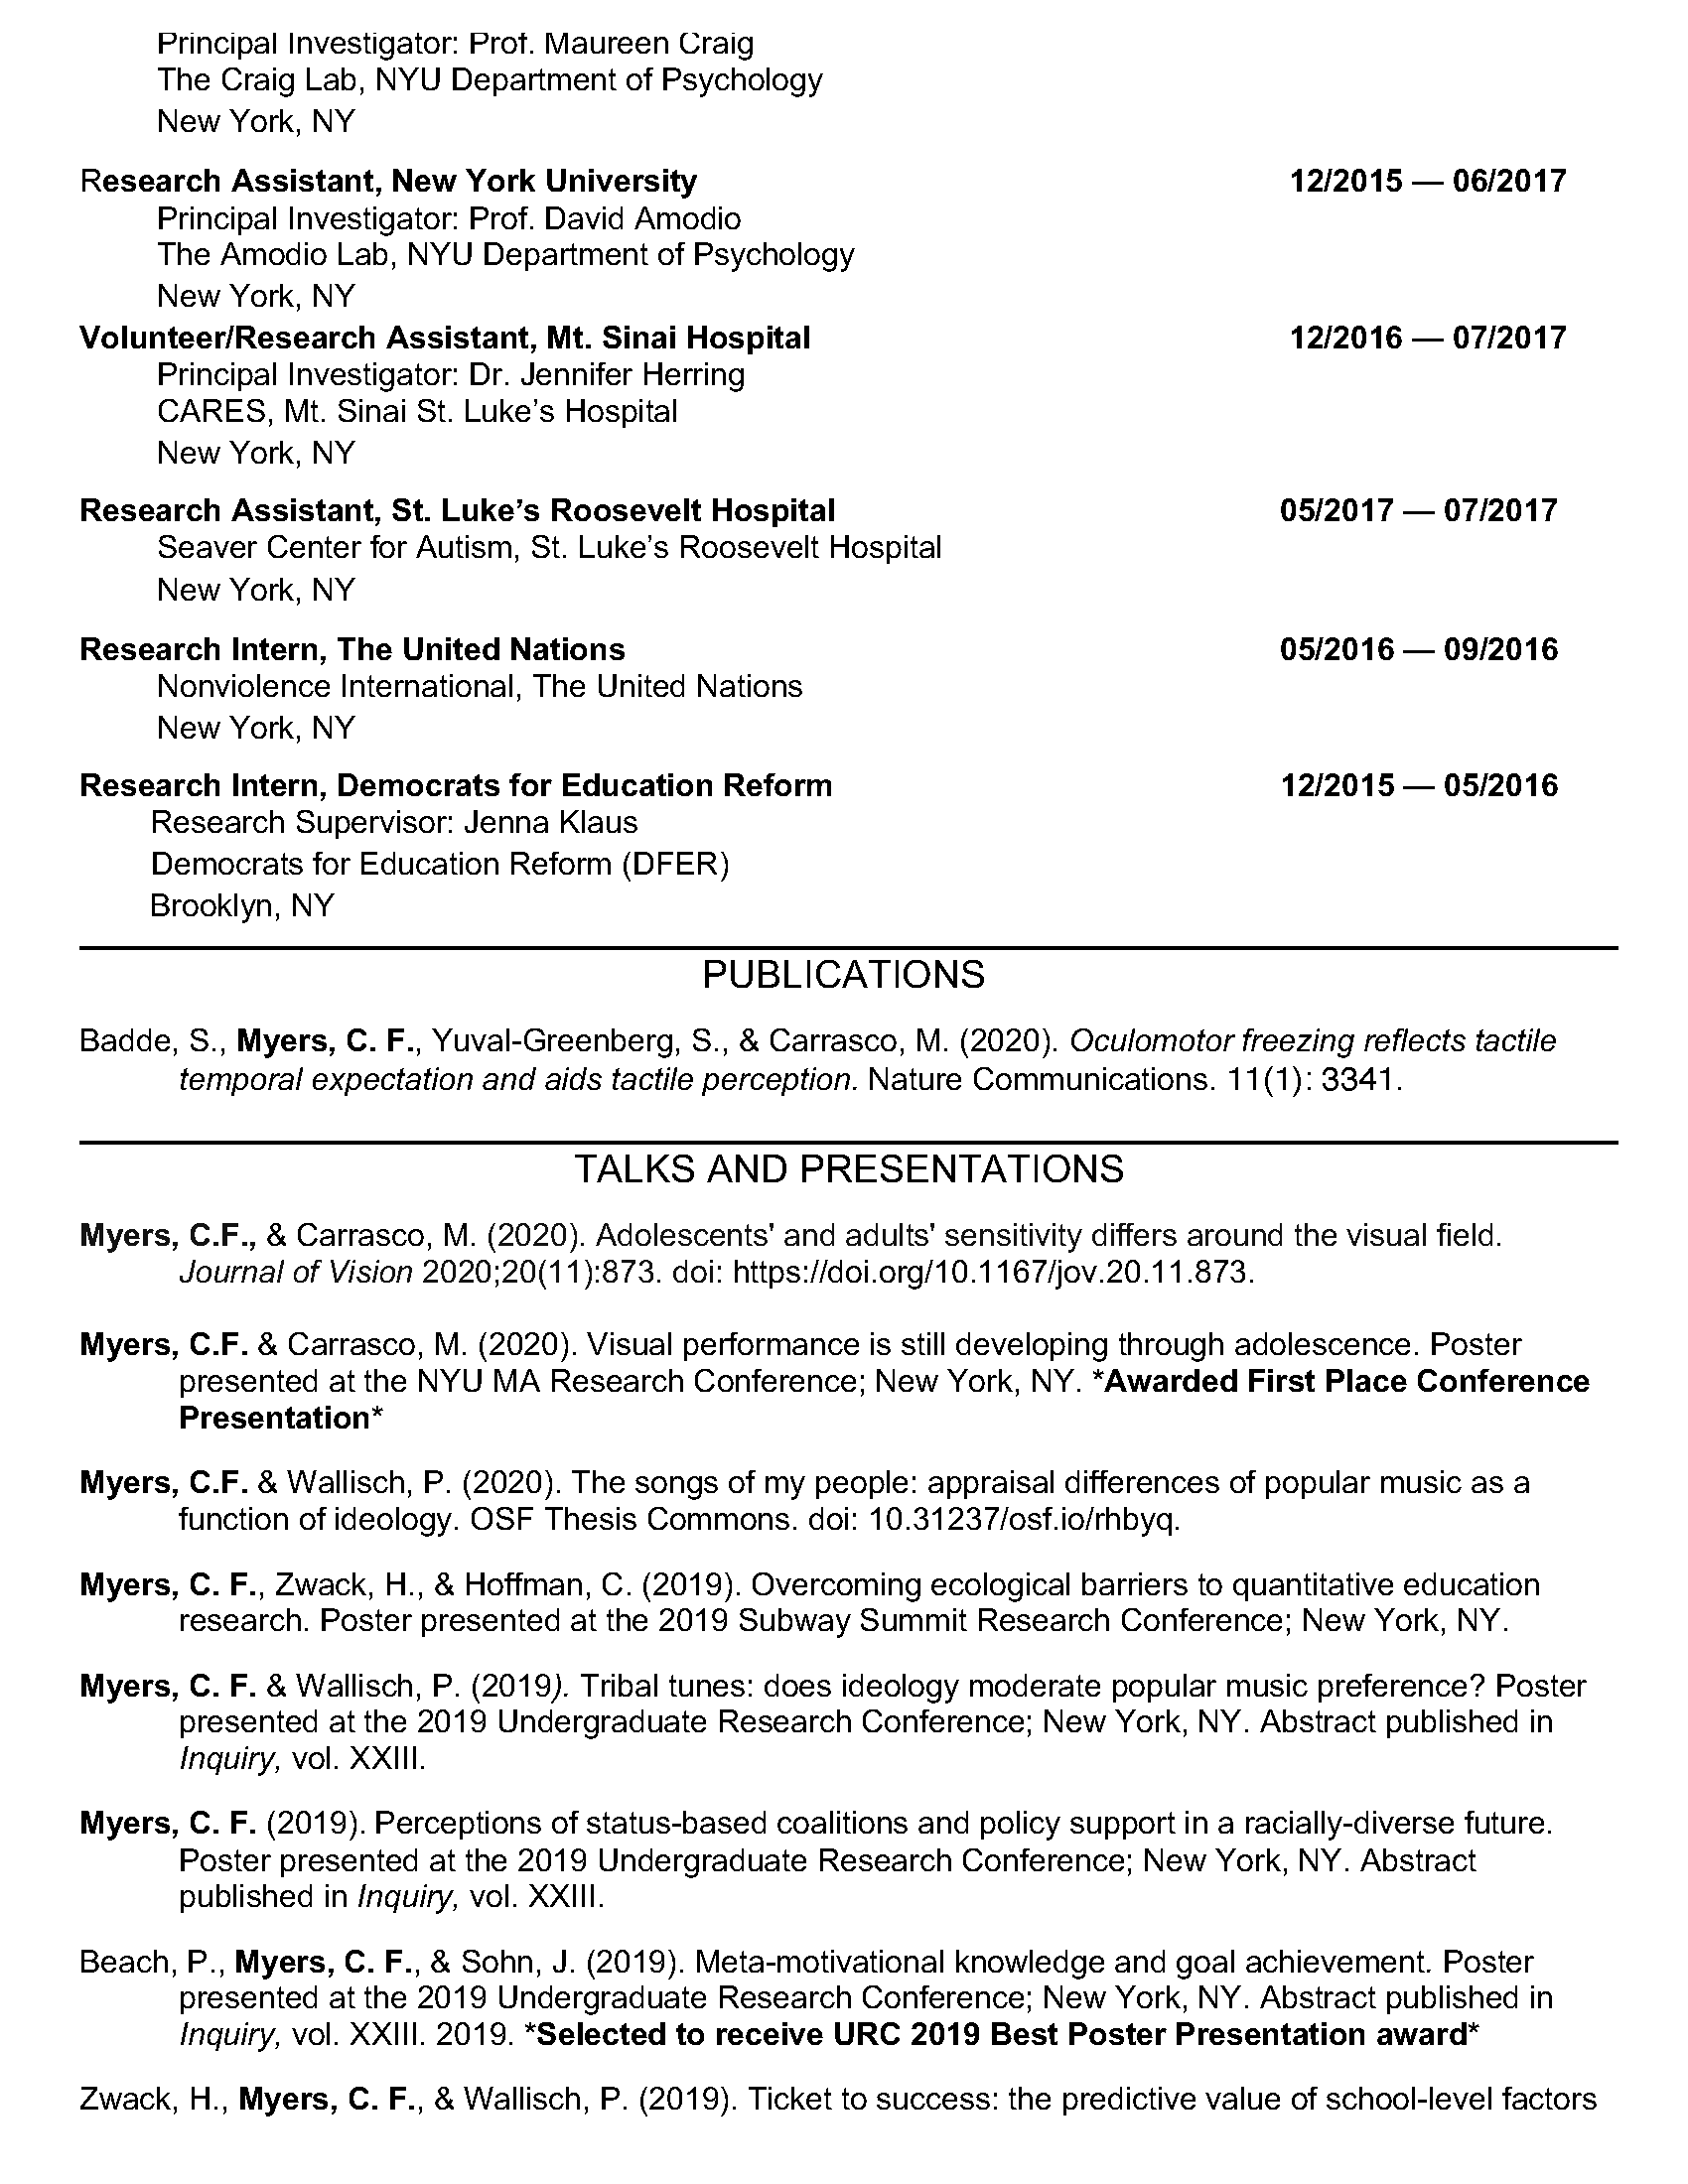 Principal Investigator: Prof. Maureen Craig
The Craig Lab, NYU Department of Psychology
New York, NY
Research Assistant, New York University 12/2015 — 06/2017
Principal Investigator: Prof. David Amodio
The Amodio Lab, NYU Department of Psychology
New York, NY
Volunteer/Research Assistant, Mt. Sinai Hospital 12/2016 — 07/2017
Principal Investigator: Dr. Jennifer Herring
CARES, Mt. Sinai St. Luke’s Hospital
New York, NY
Research Assistant, St. Luke’s Roosevelt Hospital 05/2017 — 07/2017
Seaver Center for Autism, St. Luke’s Roosevelt Hospital
New York, NY
Research Intern, The United Nations 05/2016 — 09/2016
Nonviolence International, The United Nations
New York, NY
Research Intern, Democrats for Education Reform 12/2015 — 05/2016
Research Supervisor: Jenna Klaus
Democrats for Education Reform (DFER)
Brooklyn, NY
PUBLICATIONS
Badde, S., Myers, C. F., Yuval-Greenberg, S., & Carrasco, M. (2020). Oculomotor freezing reflects tactile
temporal expectation and aids tactile perception. Nature Communications. 11(1): 3341.
TALKS AND PRESENTATIONS
Myers, C.F., & Carrasco, M. (2020). Adolescents' and adults' sensitivity differs around the visual field.
Journal of Vision 2020;20(11):873. doi: https://doi.org/10.1167/jov.20.11.873.
Myers, C.F. & Carrasco, M. (2020). Visual performance is still developing through adolescence. Poster
presented at the NYU MA Research Conference; New York, NY. *Awarded First Place Conference
Presentation*
Myers, C.F. & Wallisch, P. (2020). The songs of my people: appraisal differences of popular music as a
function of ideology. OSF Thesis Commons. doi: 10.31237/osf.io/rhbyq.
Myers, C. F., Zwack, H., & Hoffman, C. (2019). Overcoming ecological barriers to quantitative education
research. Poster presented at the 2019 Subway Summit Research Conference; New York, NY.
Myers, C. F. & Wallisch, P. (2019). Tribal tunes: does ideology moderate popular music preference? Poster
presented at the 2019 Undergraduate Research Conference; New York, NY. Abstract published in
Inquiry, vol. XXIII.
Myers, C. F. (2019). Perceptions of status-based coalitions and policy support in a racially-diverse future.
Poster presented at the 2019 Undergraduate Research Conference; New York, NY. Abstract
published in Inquiry, vol. XXIII.
Beach, P., Myers, C. F., & Sohn, J. (2019). Meta-motivational knowledge and goal achievement. Poster
presented at the 2019 Undergraduate Research Conference; New York, NY. Abstract published in
Inquiry, vol. XXIII. 2019. *Selected to receive URC 2019 Best Poster Presentation award*
Zwack, H., Myers, C. F., & Wallisch, P. (2019). Ticket to success: the predictive value of school-level factors